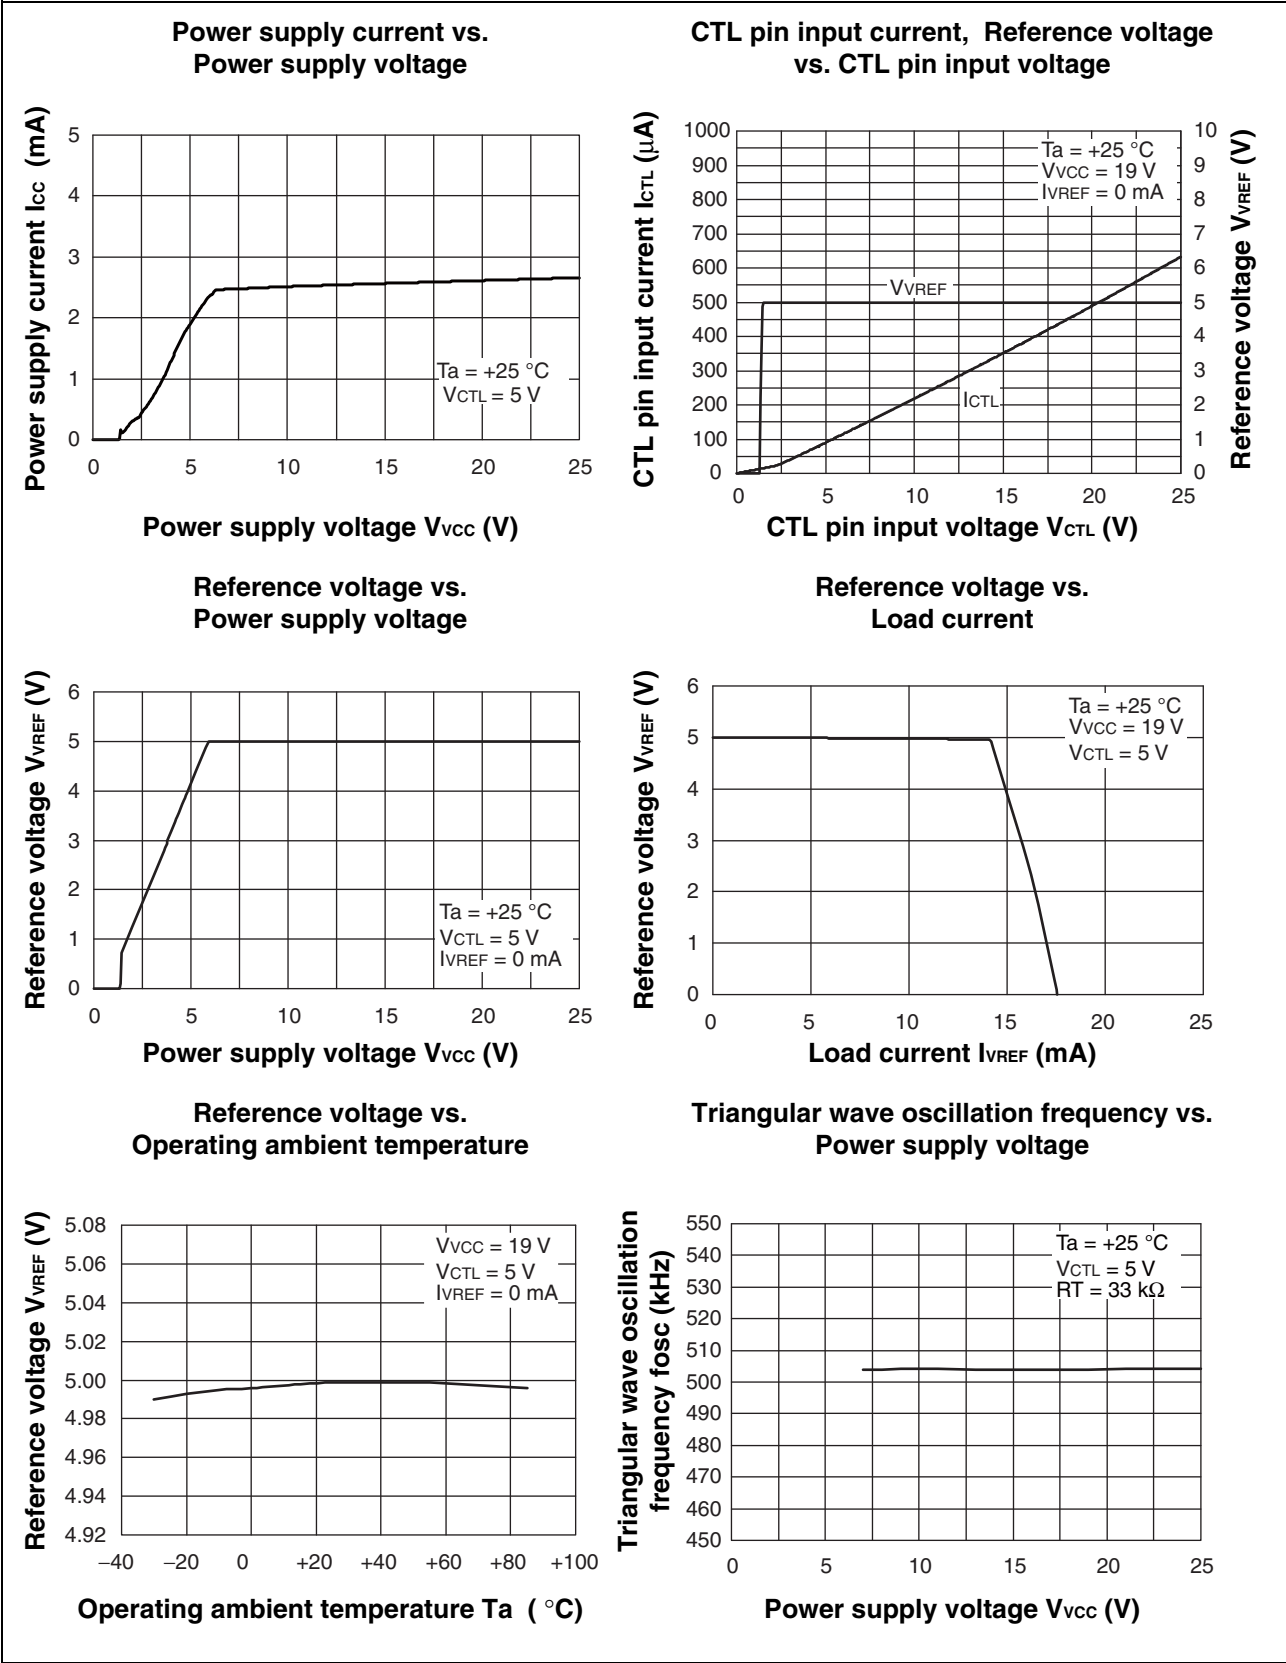 Power supply current vs.
Power supply voltage
Power supply current ICC (mA)
5
4
3
2
1
0
Ta = +25 °C
VCTL = 5 V
0 5 10 15 20 25
Power supply voltage VVCC (V)
CTL pin input current, Reference voltage
vs. CTL pin input voltage
CTL pin input current ICTL (µA)
1000
900
800
700
600
500
400
300
200
100
0
Ta = +25 °C
VVCC = 19 V
IVREF = 0 mA
VVREF
ICTL
10
9
8
7
6
5
4
3
2
1
0
Reference voltage VVREF (V)
0 5 10 15 20 25
CTL pin input voltage VCTL (V)
Reference voltage vs.
Power supply voltage
Reference voltage VVREF (V)
6
5
4
3
2
1
0
Ta = +25 °C
VCTL = 5 V
IVREF = 0 mA
0 5 10 15 20 25
Power supply voltage VVCC (V)
Reference voltage vs.
Load current
Reference voltage VVREF (V)
6
5
4
3
2
1
0
Ta = +25 °C
VVCC = 19 V
VCTL = 5 V
0 5 10 15 20 25
Load current IVREF (mA)
Reference voltage vs.
Operating ambient temperature
Reference voltage VVREF (V)
5.08
5.06
5.04
5.02
5.00
4.98
4.96
4.94
4.92
VVCC = 19 V
VCTL = 5 V
IVREF = 0 mA
−40 −20 0 +20 +40 +60 +80 +100
Operating ambient temperature Ta ( °C)
Triangular wave oscillation frequency vs.
Power supply voltage
Triangular wave oscillation
frequency fosc (kHz)
550
540
530
520
510
500
490
480
470
460
450
Ta = +25 °C
VCTL = 5 V
RT = 33 kΩ
0 5 10 15 20 25
Power supply voltage VVCC (V)